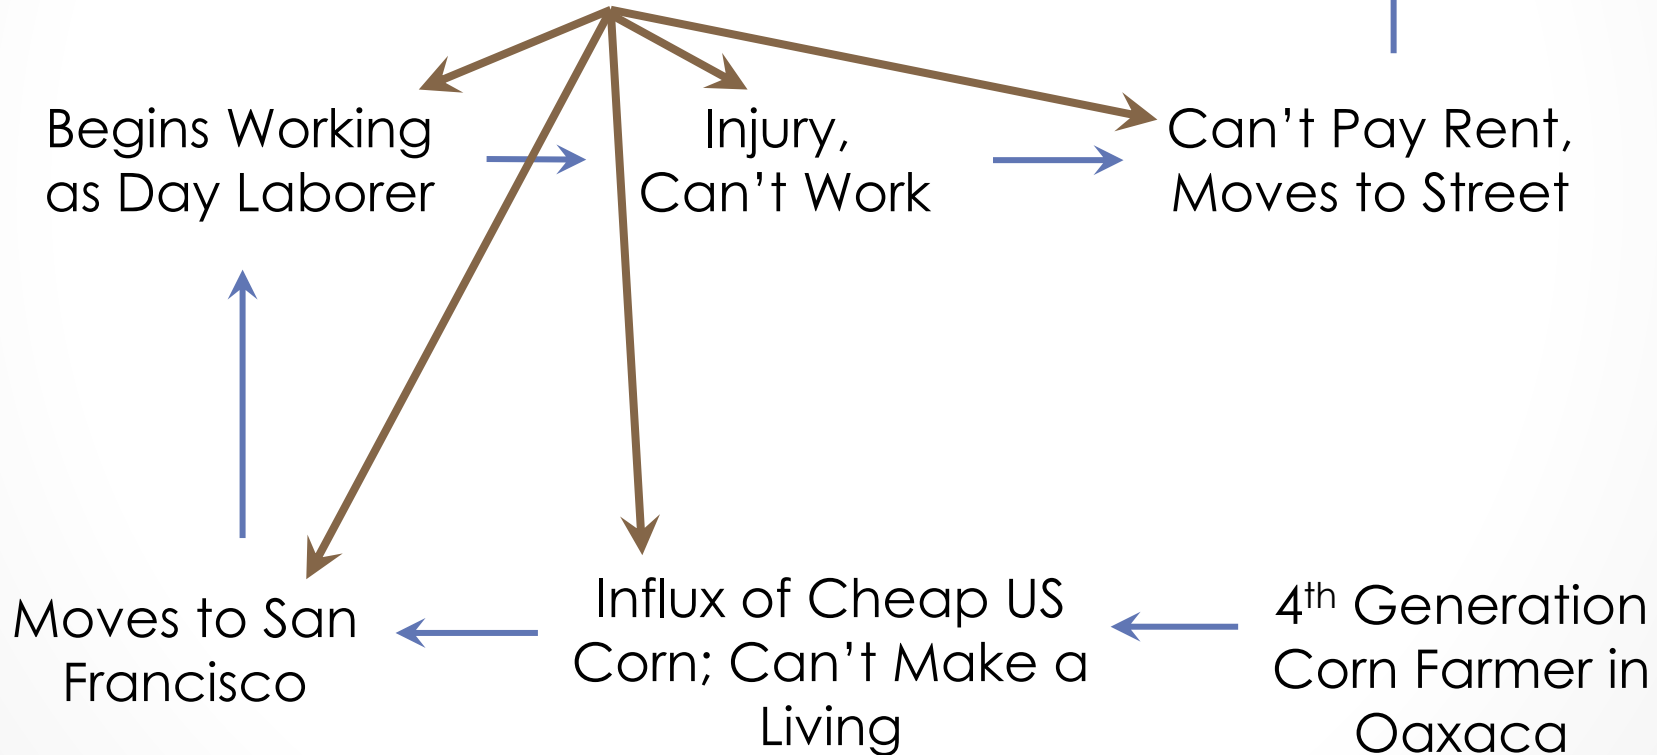 Begins Working
as Day Laborer
Injury,
Can’t Work
Can’t Pay Rent,
Moves to Street
Moves to San
Francisco
Influx of Cheap US
Corn; Can’t Make a
Living
4th Generation
Corn Farmer in
Oaxaca